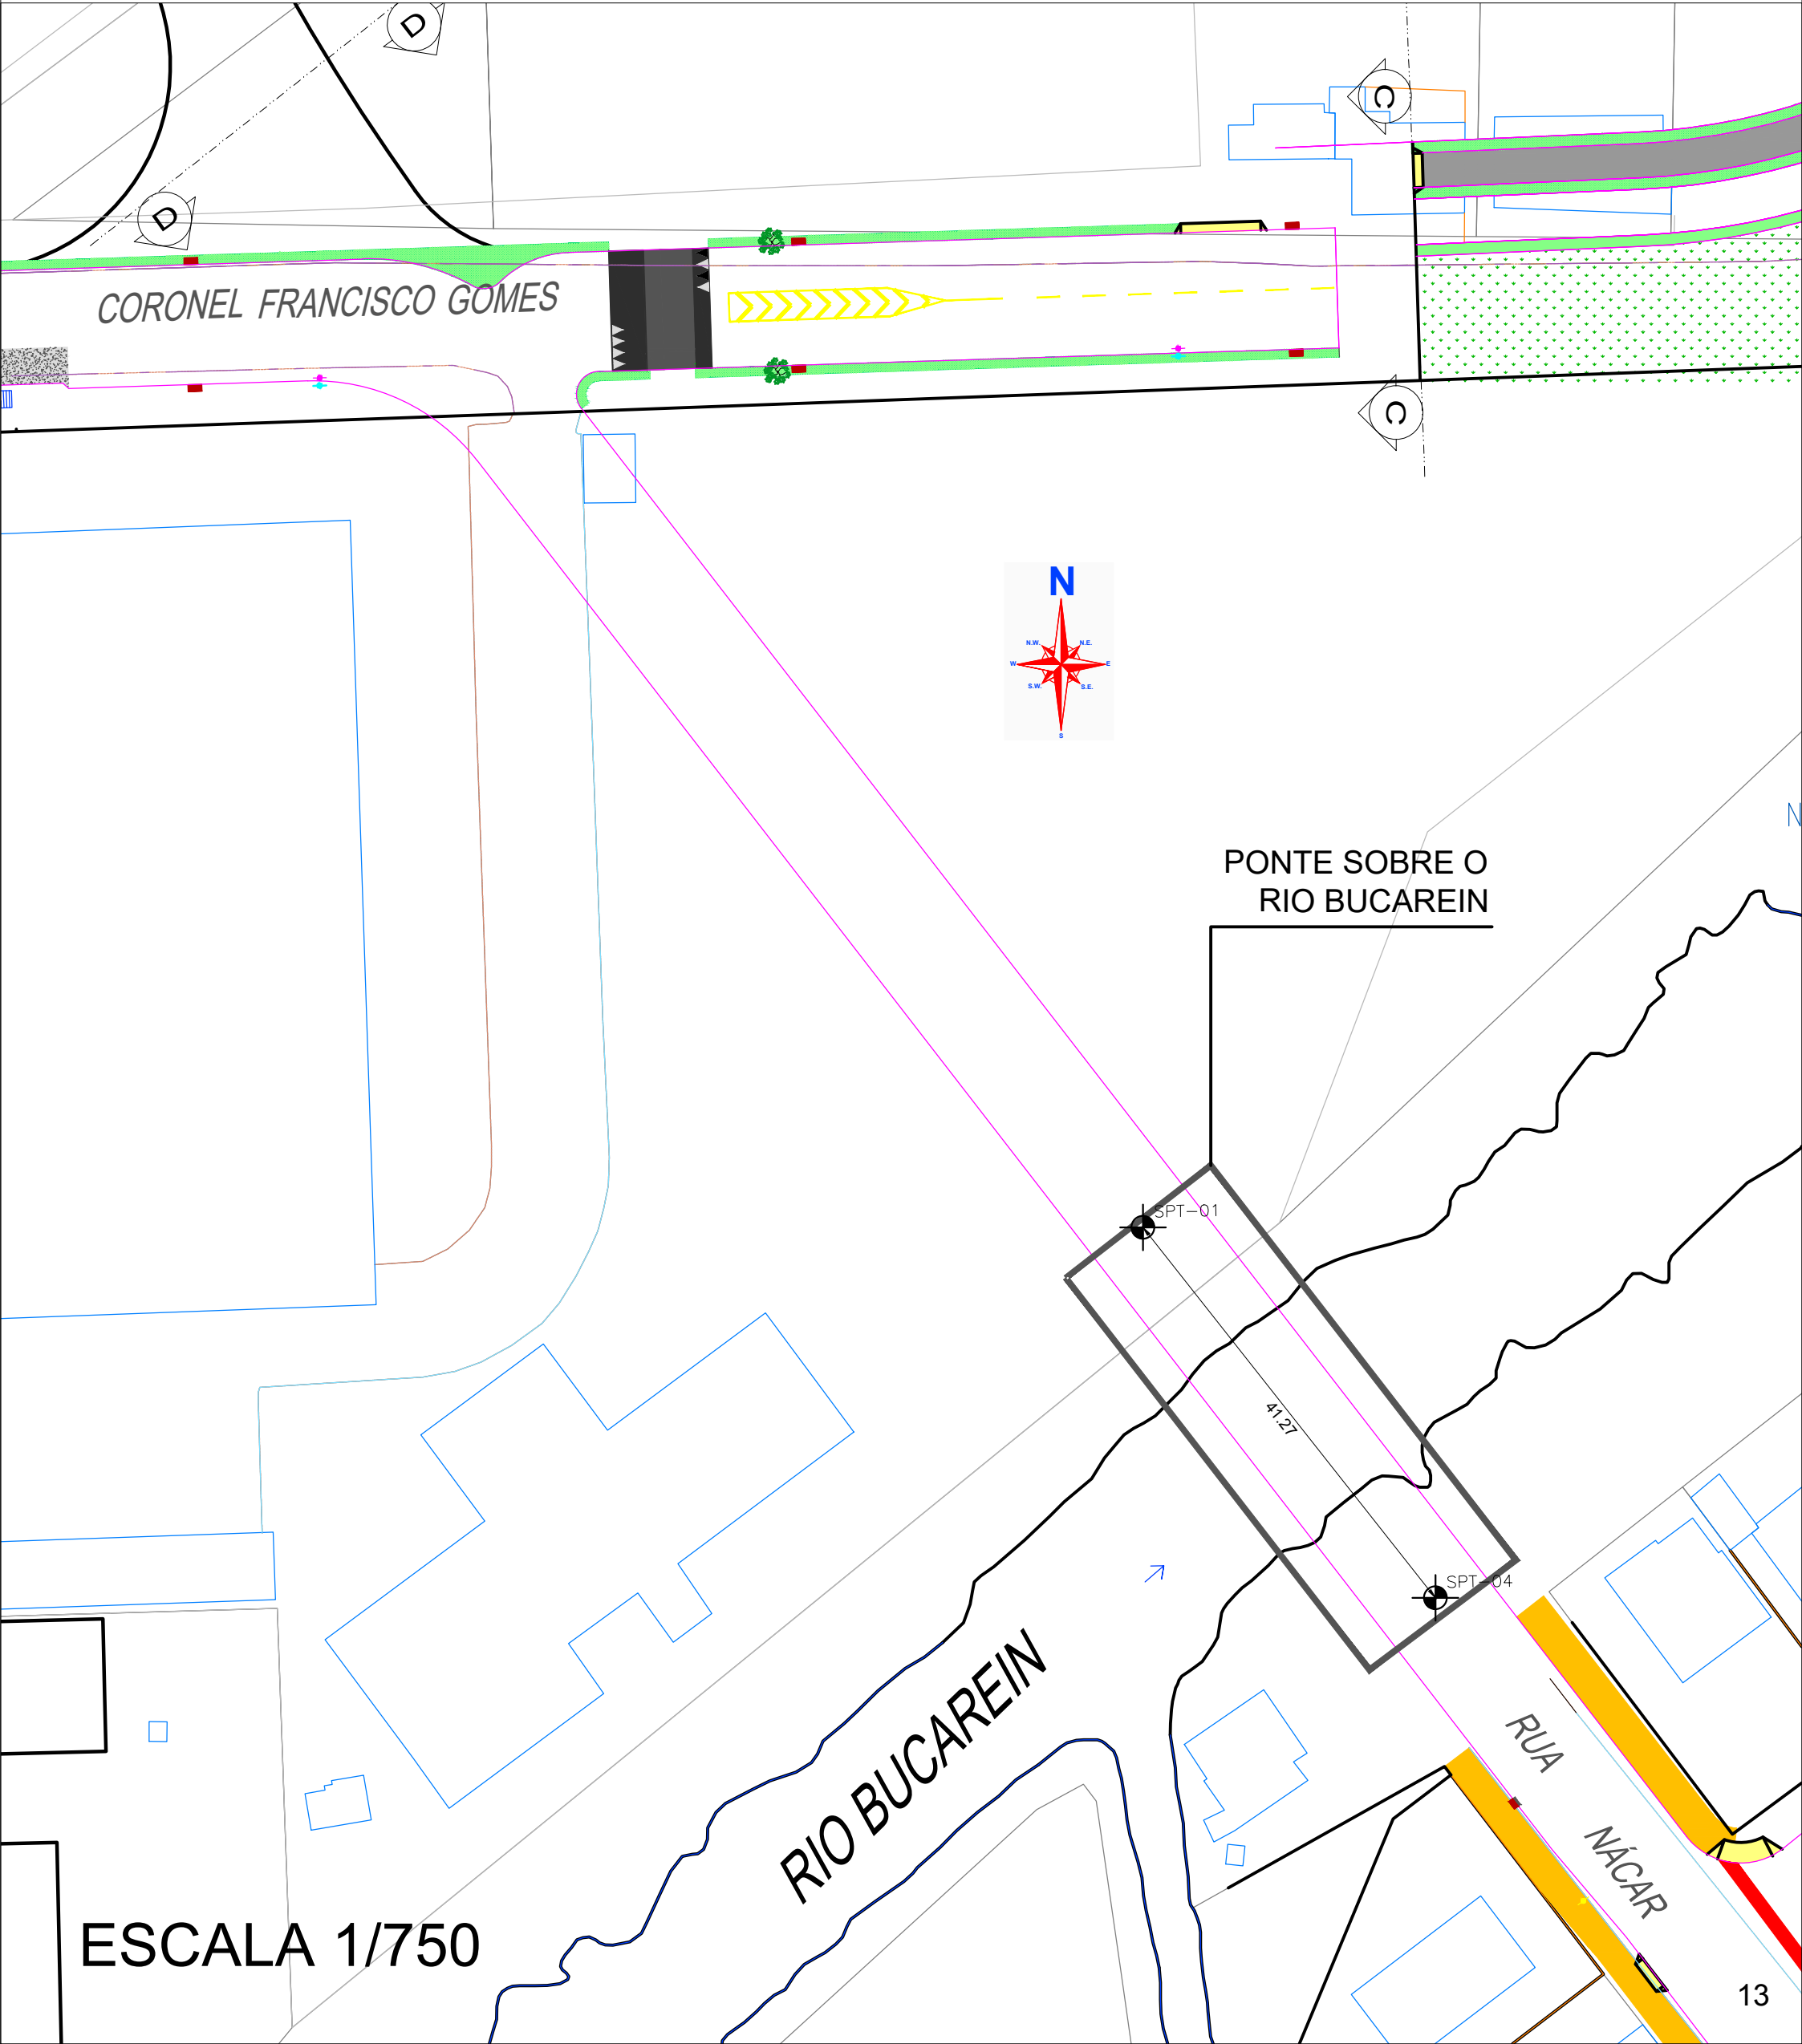 D
D
C
CORONEL FRANCISCO GOMES
C
N
N.W.
N.E.
W
E
S.W.
S.E.
S
N
PONTE SOBRE O
RIO BUCAREIN
SPT-01
41.27
SPT-04
RIO BUCAREIN
RUA
NÁCAR
ESCALA 1/750
13